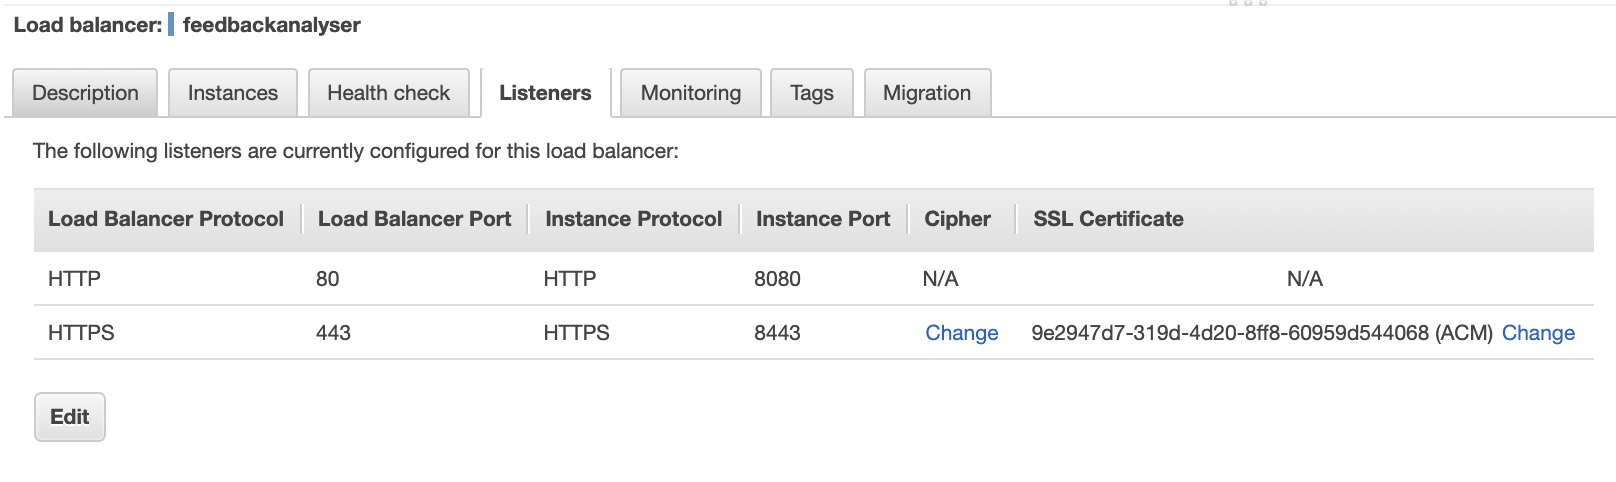 Load balancer: feedbackanalyser
Description Instances Health check Listeners Monitoring Tags Migration
The following listeners are currently configured for this load balancer:
Load Balancer Protocol Load Balancer Port Instance Protocol Instance Port Cipher SSL Certificate
HTTP 80 HTTP 8080 N/A N/A
HTTPS 443 HTTPS 8443 Change 9e2947d7-319d-4d20-8ff8-60959d544068 (ACM) Change
Edit